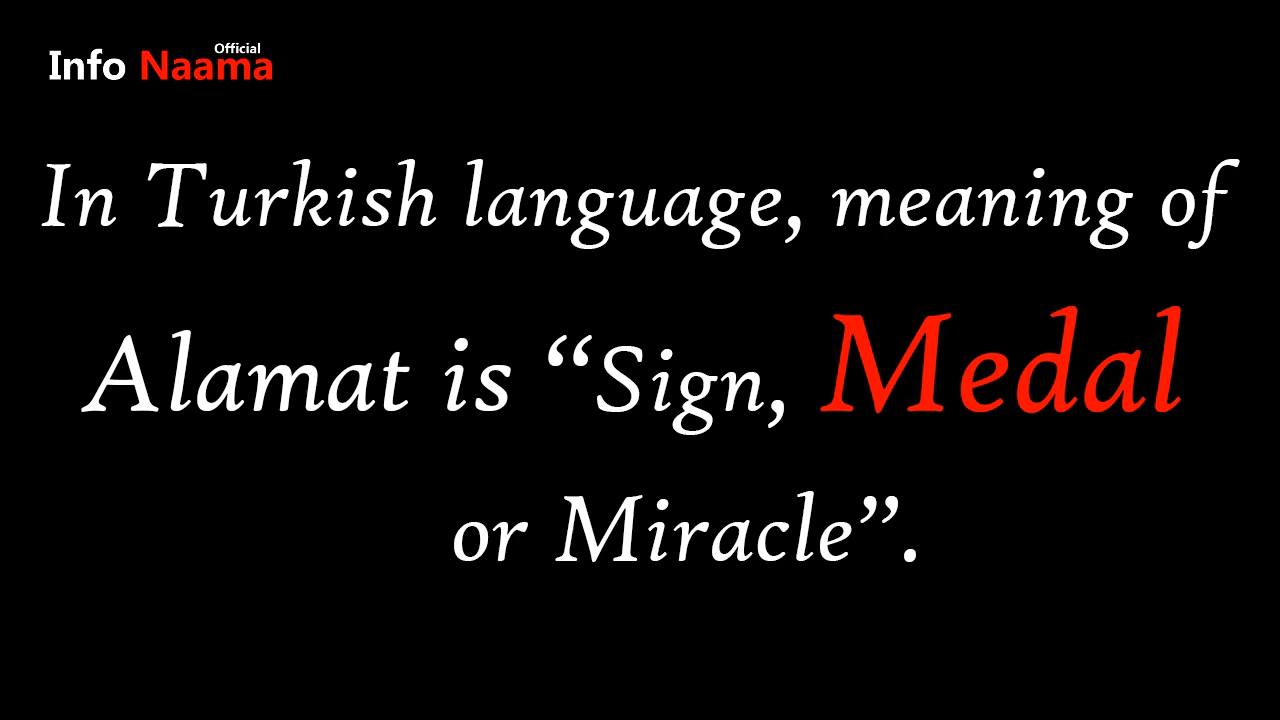 Info Naama Official
In Turkish language, meaning of
Alamat is “Sign, Medal
or Miracle”.